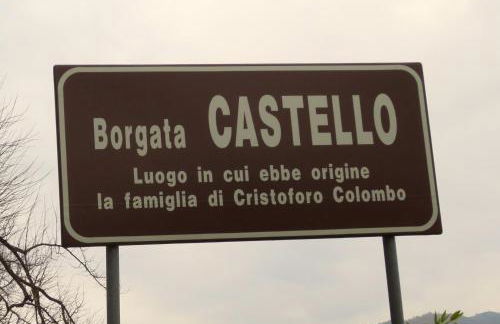 Borgata CASTELLO
Luogo in cui ebbe origine
la famiglia di Cristoforo Colombo